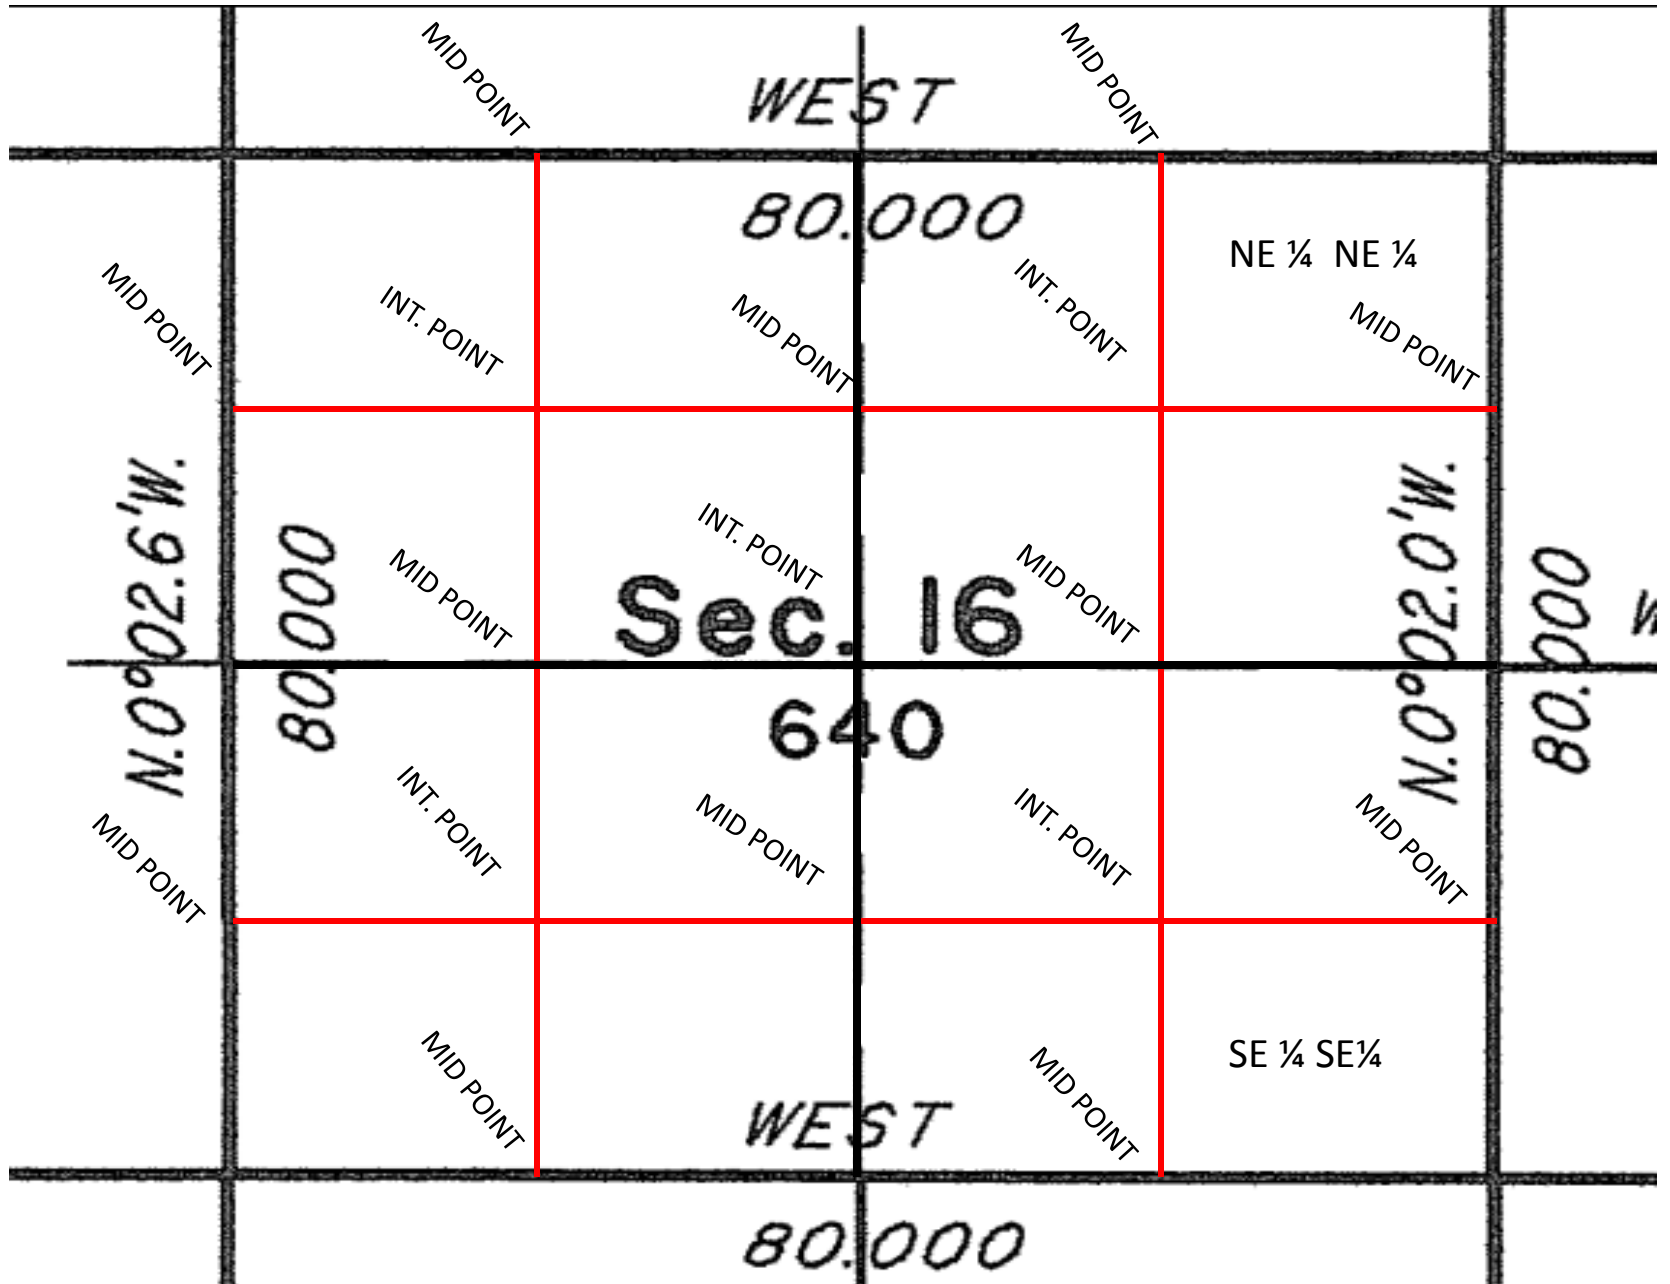 MID POINT
MID POINT
WEST
80.000
NE ¼ NE ¼
MID POINT
INT. POINT
MID POINT
INT. POINT
MID POINT
N.0°02.6'W.
80.000
MID POINT
INT. POINT
MID POINT
N.0°02.0'W.
80.000
Sec. 16
640
MID POINT
INT. POINT
MID POINT
INT. POINT
MID POINT
MID POINT
MID POINT
SE ¼ SE¼
WEST
80.000